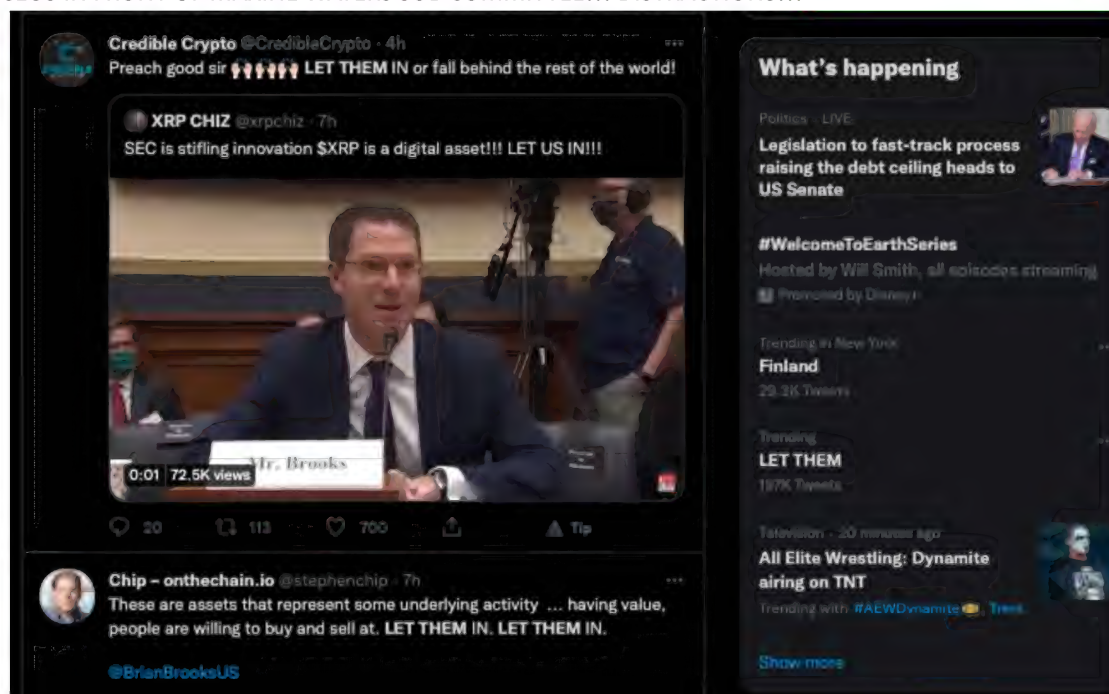 Credible Crypto @CredibleCrypto · 4h
Preach good sir 🙌🏻🙌🏻🙌🏻🙌🏻 LET THEM IN or fall behind the rest of the world!
XRP CHIZ @xrpchiz · 7h
SEC is stifling innovation $XRP is a digital asset!!! LET US IN!!!
Mr. Brooks
0:01 72.5K views
20 113 700 Tip
Chip – onthechain.io @stephenchip · 7h
These are assets that represent some underlying activity ... having value,
people are willing to buy and sell at. LET THEM IN. LET THEM IN.
@BrianBrooksUS
What's happening
Politics · LIVE
Legislation to fast-track process
raising the debt ceiling heads to
US Senate
#WelcomeToEarthSeries
Hosted by Will Smith, all episodes streaming
Promoted by Disney+
Trending in New York
Finland
29.3K Tweets
Trending
LET THEM
197K Tweets
Television · 20 minutes ago
All Elite Wrestling: Dynamite
airing on TNT
Trending with #AEWDynamite, Trent
Show more